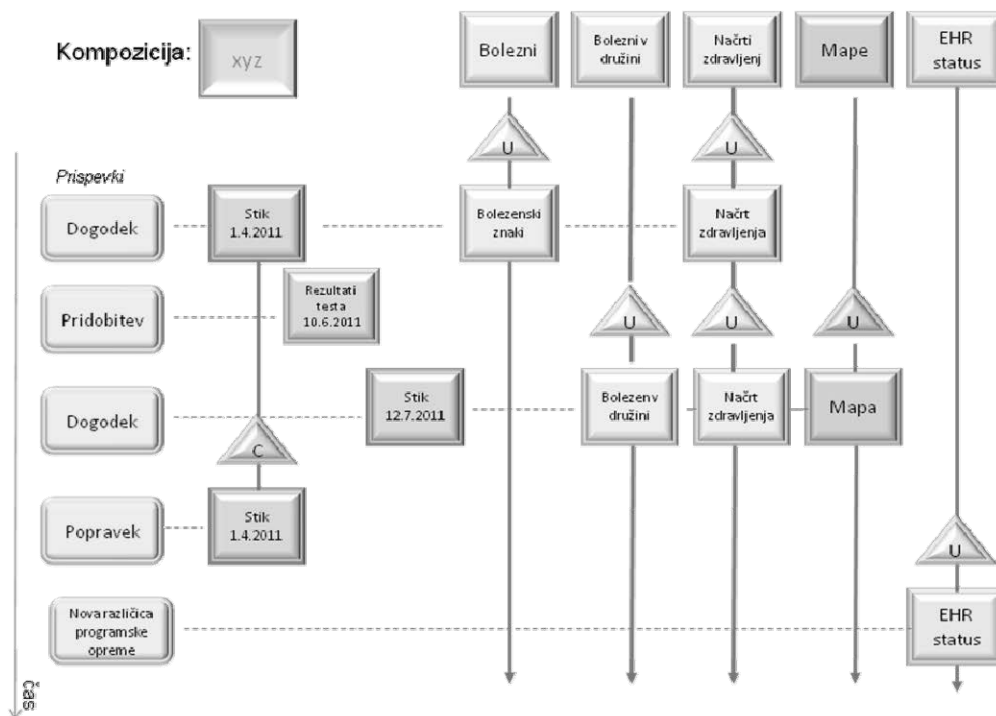 Kompozicija:
xyz
Bolezni
Bolezni v
družini
Načrti
zdravljenj
Mape
EHR
status
U
U
Prispevki
Dogodek
Stik
1.4.2011
Bolezenski
znaki
Načrt
zdravljenja
Pridobitev
Rezultati
testa
10.6.2011
U
U
U
Dogodek
Stik
12.7.2011
Bolezen v
družini
Načrt
zdravljenja
Mapa
C
Popravek
Stik
1.4.2011
U
Nova različica
programske
opreme
EHR
status
čas